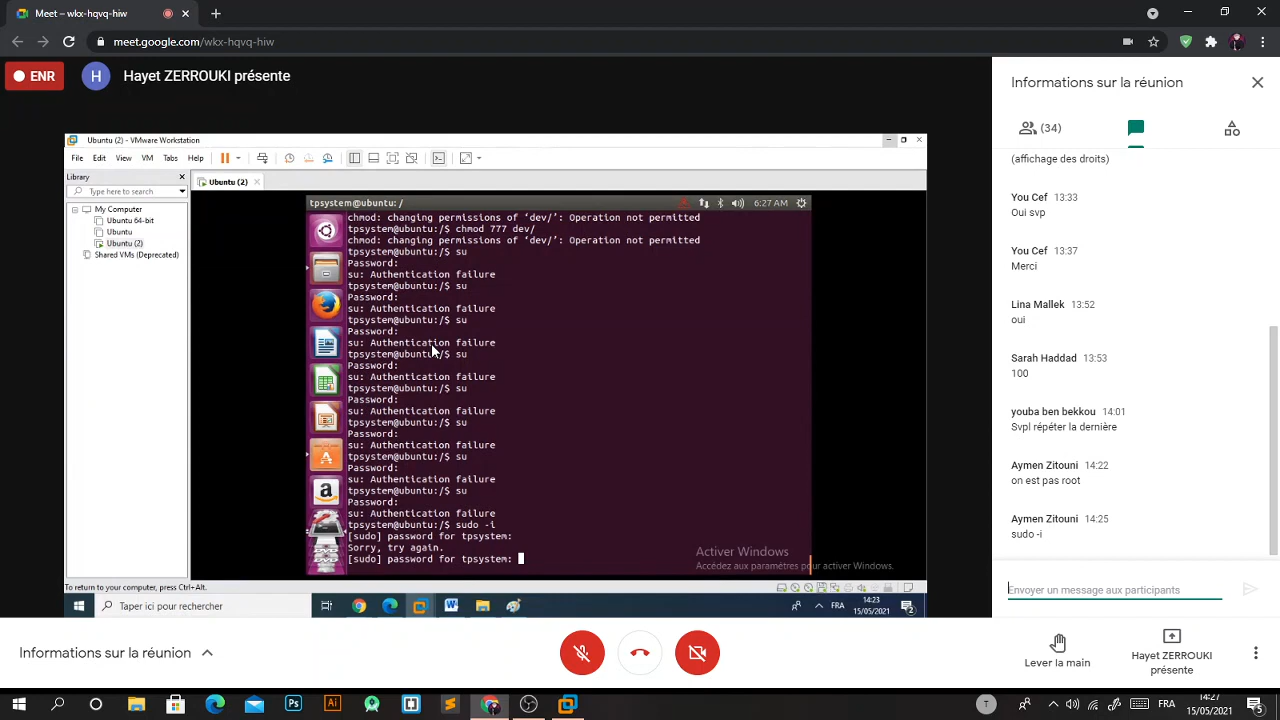 Meet – wkx-hqvq-hiw
meet.google.com/wkx-hqvq-hiw
ENR
H
Hayet ZERROUKI présente
Ubuntu (2) - VMware Workstation
File Edit View VM Tabs Help
Library
Type here to search
My Computer
Ubuntu 64-bit
Ubuntu
Ubuntu (2)
Shared VMs (Deprecated)
Ubuntu (2)
tpsystem@ubuntu: /
6:27 AM
chmod: changing permissions of ‘dev/’: Operation not permitted
tpsystem@ubuntu:/$ chmod 777 dev/
chmod: changing permissions of ‘dev/’: Operation not permitted
tpsystem@ubuntu:/$ su
Password:
su: Authentication failure
tpsystem@ubuntu:/$ su
Password:
su: Authentication failure
tpsystem@ubuntu:/$ su
Password:
su: Authentication failure
tpsystem@ubuntu:/$ su
Password:
su: Authentication failure
tpsystem@ubuntu:/$ su
Password:
su: Authentication failure
tpsystem@ubuntu:/$ su
Password:
su: Authentication failure
tpsystem@ubuntu:/$ su
Password:
su: Authentication failure
tpsystem@ubuntu:/$ su
Password:
su: Authentication failure
tpsystem@ubuntu:/$ sudo -i
[sudo] password for tpsystem:
Sorry, try again.
[sudo] password for tpsystem:
Activer Windows
Accédez aux paramètres pour activer Windows.
To return to your computer, press Ctrl+Alt.
Taper ici pour rechercher
FRA
14:23
15/05/2021
2
Informations sur la réunion
(34)
(affichage des droits)
You Cef 13:33
Oui svp
You Cef 13:37
Merci
Lina Mallek 13:52
oui
Sarah Haddad 13:53
100
youba ben bekkou 14:01
Svpl répéter la dernière
Aymen Zitouni 14:22
on est pas root
Aymen Zitouni 14:25
sudo -i
Envoyer un message aux participants
Informations sur la réunion
Lever la main
Hayet ZERROUKI
présente
Ps
Ai
T
FRA
14:27
15/05/2021